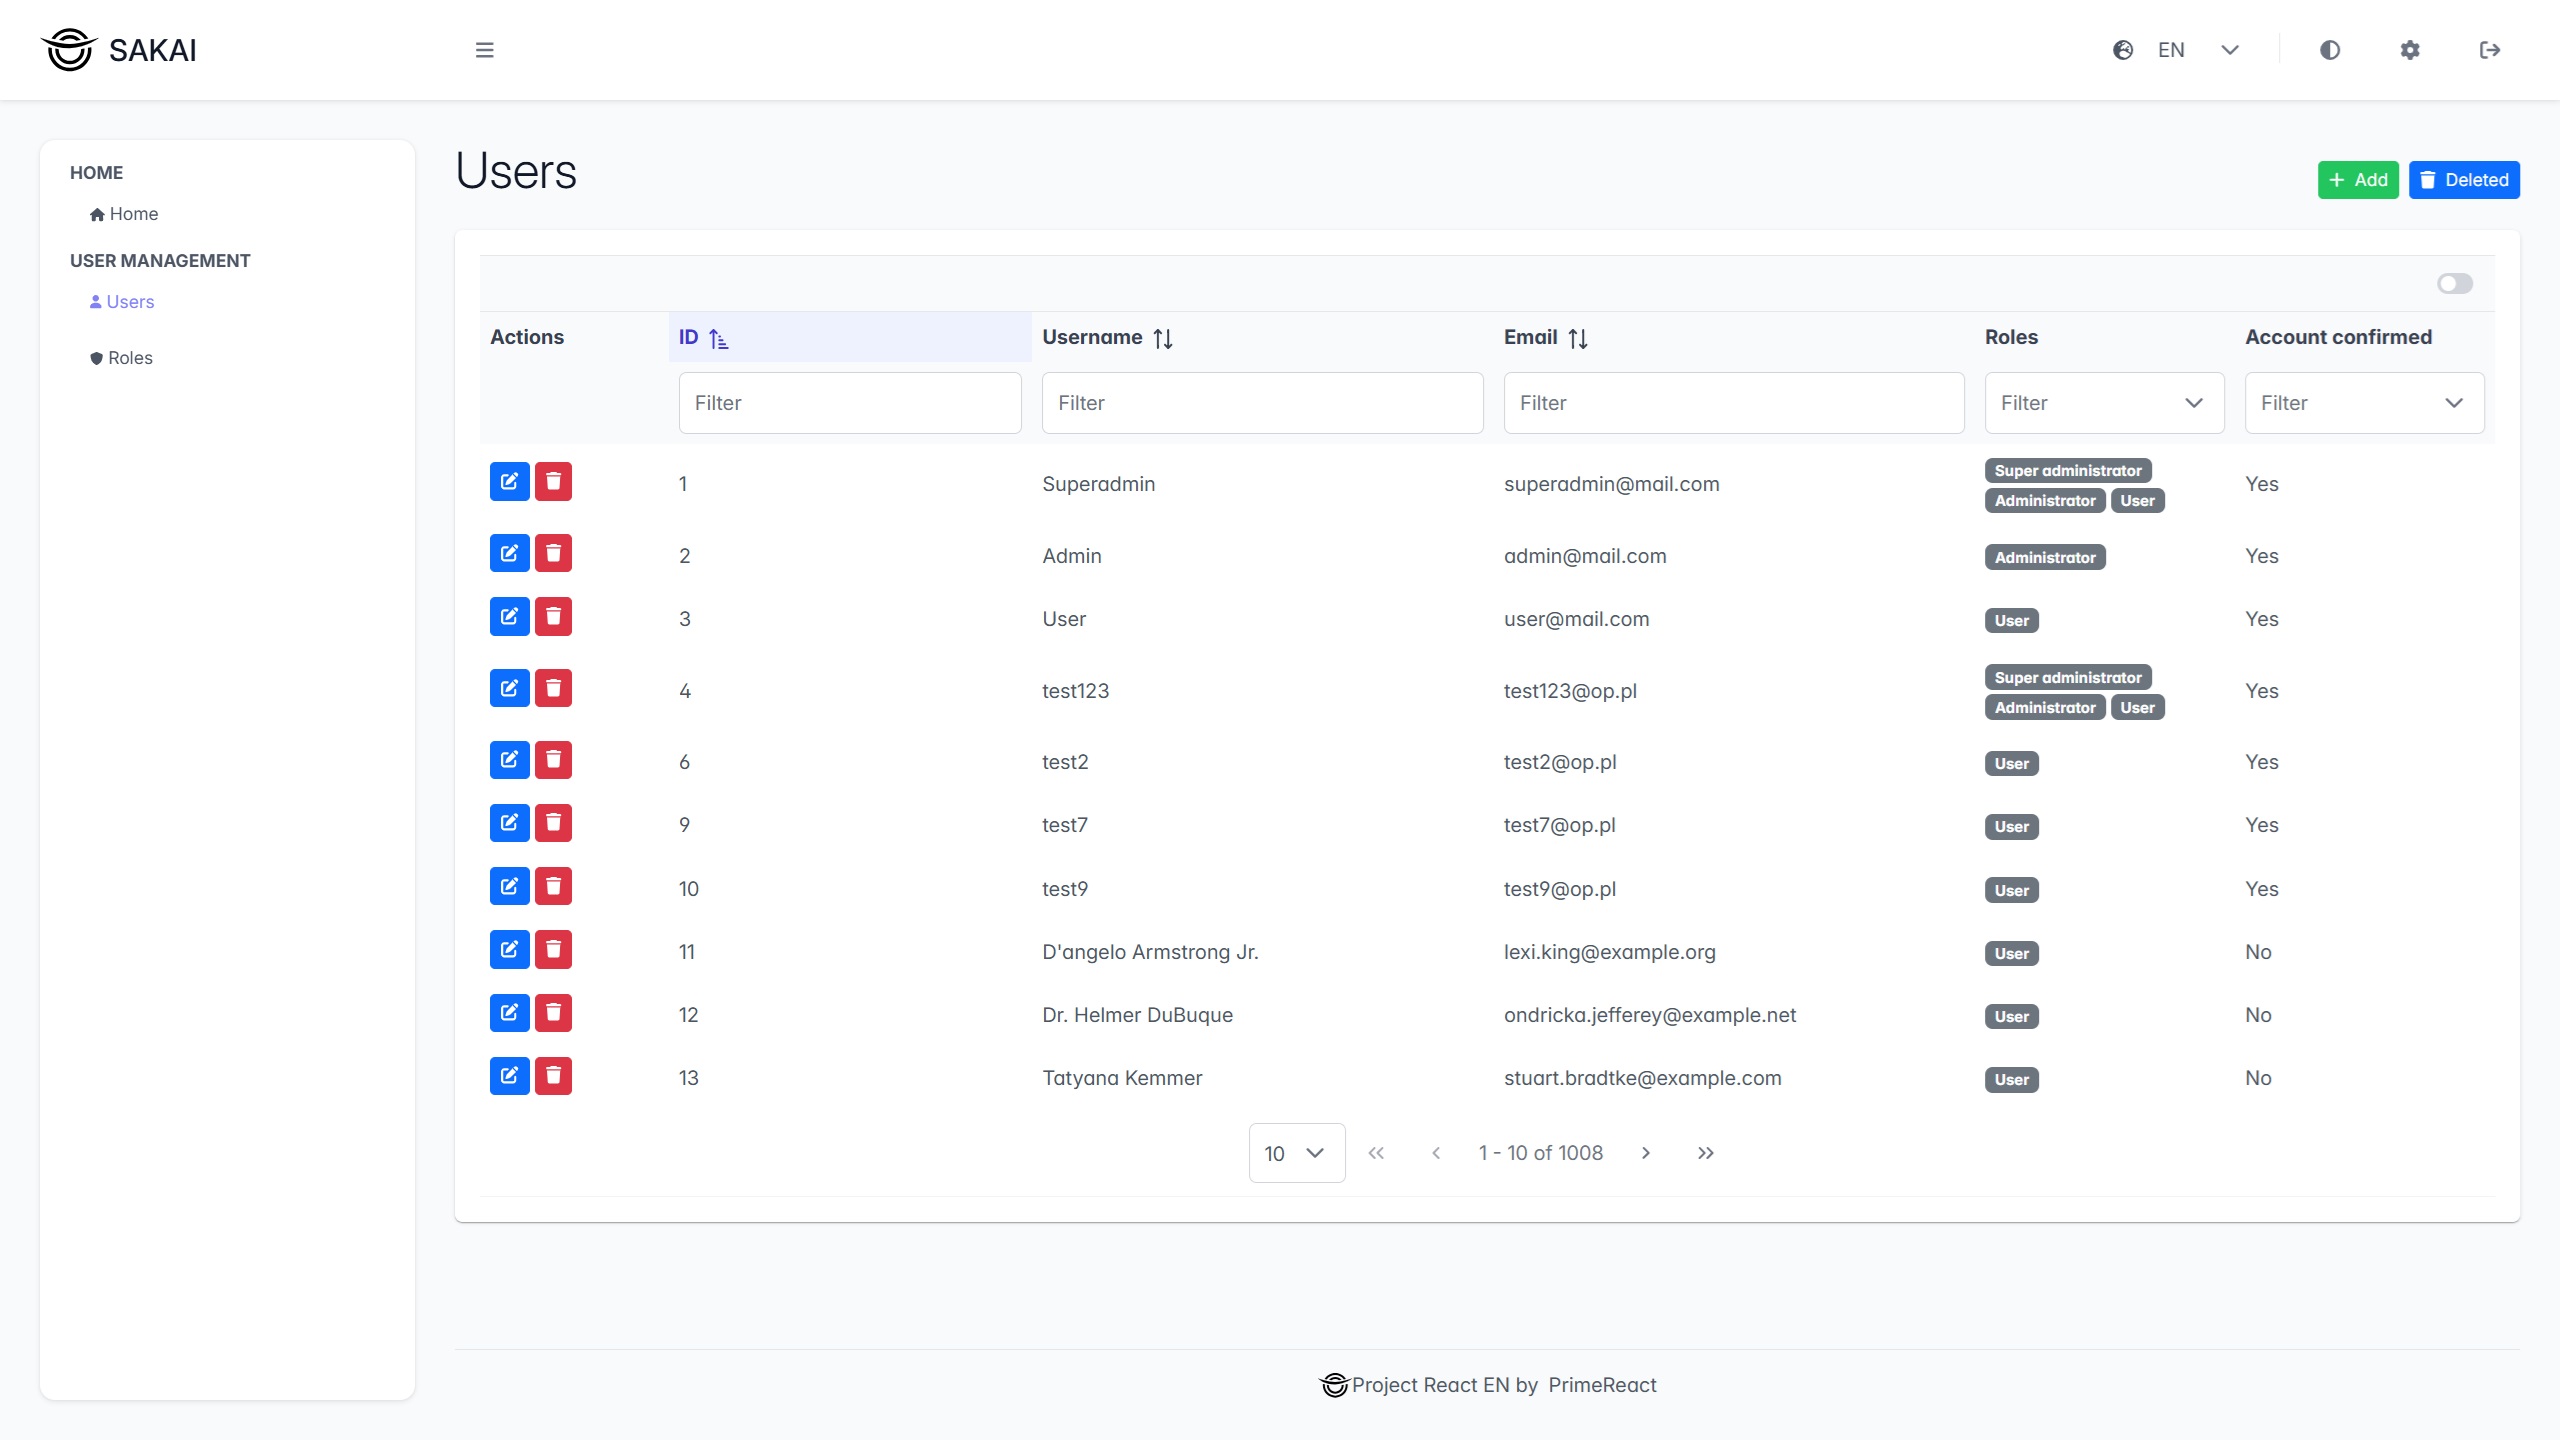 SAKAI
EN
HOME
Home
USER MANAGEMENT
Users
Roles
Users
Add
Deleted
Actions ID Username Email Roles Account confirmed
Filter Filter Filter Filter Filter
1 Superadmin superadmin@mail.com Super administrator Administrator User Yes
2 Admin admin@mail.com Administrator Yes
3 User user@mail.com User Yes
4 test123 test123@op.pl Super administrator Administrator User Yes
6 test2 test2@op.pl User Yes
9 test7 test7@op.pl User Yes
10 test9 test9@op.pl User Yes
11 D'angelo Armstrong Jr. lexi.king@example.org User No
12 Dr. Helmer DuBuque ondricka.jefferey@example.net User No
13 Tatyana Kemmer stuart.bradtke@example.com User No
10 1 - 10 of 1008
Project React EN by PrimeReact